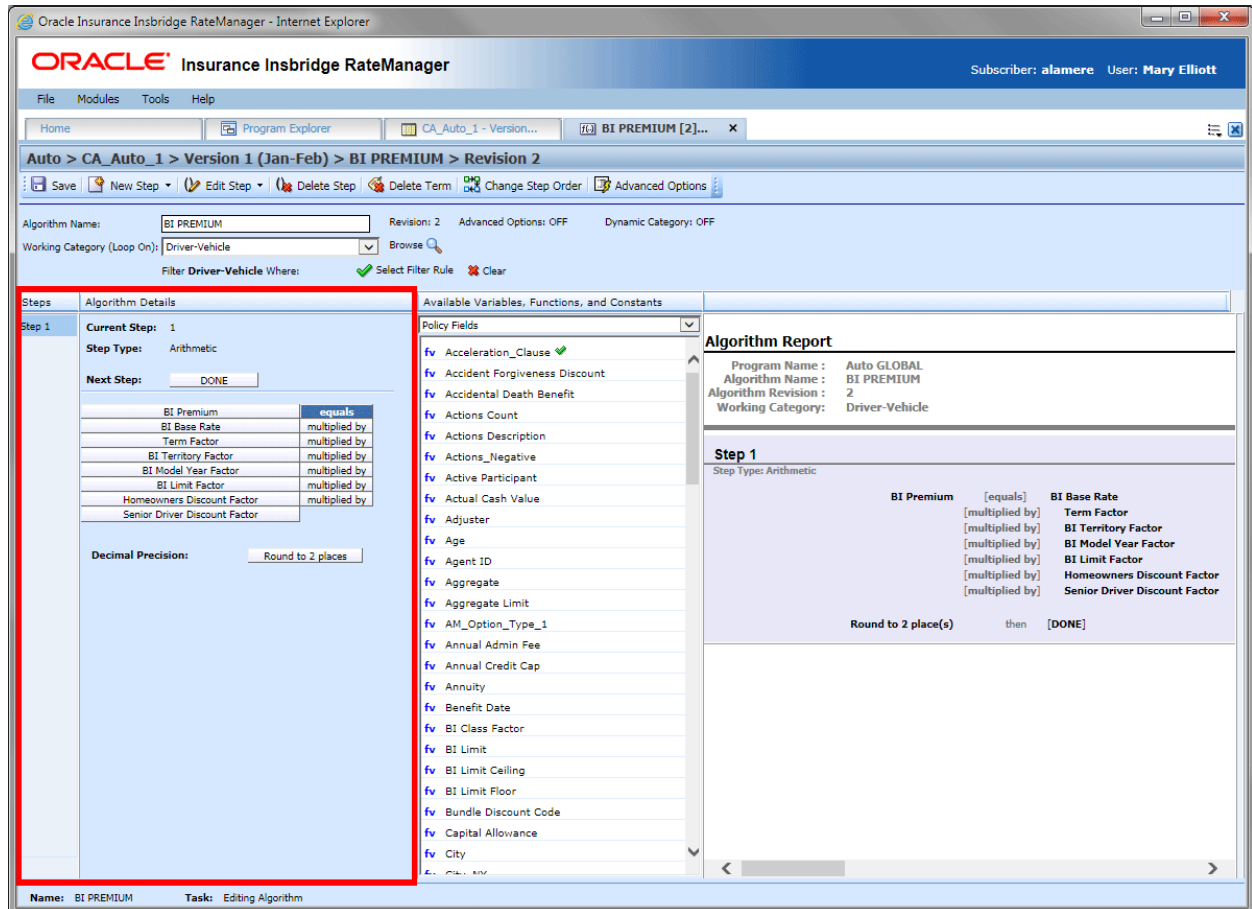 Oracle Insurance Insbridge RateManager - Internet Explorer
ORACLE Insurance Insbridge RateManager
Subscriber: alamere User: Mary Elliott
File Modules Tools Help
Home Program Explorer CA_Auto_1 - Version... BI PREMIUM [2]...
Auto > CA_Auto_1 > Version 1 (Jan-Feb) > BI PREMIUM > Revision 2
Save New Step Edit Step Delete Step Delete Term Change Step Order Advanced Options
Algorithm Name: BI PREMIUM Revision: 2 Advanced Options: OFF Dynamic Category: OFF
Working Category (Loop On): Driver-Vehicle Browse
Filter Driver-Vehicle Where: Select Filter Rule Clear
Steps
Step 1
Algorithm Details
Current Step: 1
Step Type: Arithmetic
Next Step: DONE
BI Premium equals
BI Base Rate multiplied by
Term Factor multiplied by
BI Territory Factor multiplied by
BI Model Year Factor multiplied by
BI Limit Factor multiplied by
Homeowners Discount Factor multiplied by
Senior Driver Discount Factor
Decimal Precision: Round to 2 places
Available Variables, Functions, and Constants
Policy Fields
fv Acceleration_Clause
fv Accident Forgiveness Discount
fv Accidental Death Benefit
fv Actions Count
fv Actions Description
fv Actions_Negative
fv Active Participant
fv Actual Cash Value
fv Adjuster
fv Age
fv Agent ID
fv Aggregate
fv Aggregate Limit
fv AM_Option_Type_1
fv Annual Admin Fee
fv Annual Credit Cap
fv Annuity
fv Benefit Date
fv BI Class Factor
fv BI Limit
fv BI Limit Ceiling
fv BI Limit Floor
fv Bundle Discount Code
fv Capital Allowance
fv City
Algorithm Report
Program Name : Auto GLOBAL
Algorithm Name : BI PREMIUM
Algorithm Revision : 2
Working Category: Driver-Vehicle
Step 1
Step Type: Arithmetic
BI Premium [equals] BI Base Rate
[multiplied by] Term Factor
[multiplied by] BI Territory Factor
[multiplied by] BI Model Year Factor
[multiplied by] BI Limit Factor
[multiplied by] Homeowners Discount Factor
[multiplied by] Senior Driver Discount Factor
Round to 2 place(s) then [DONE]
Name: BI PREMIUM Task: Editing Algorithm